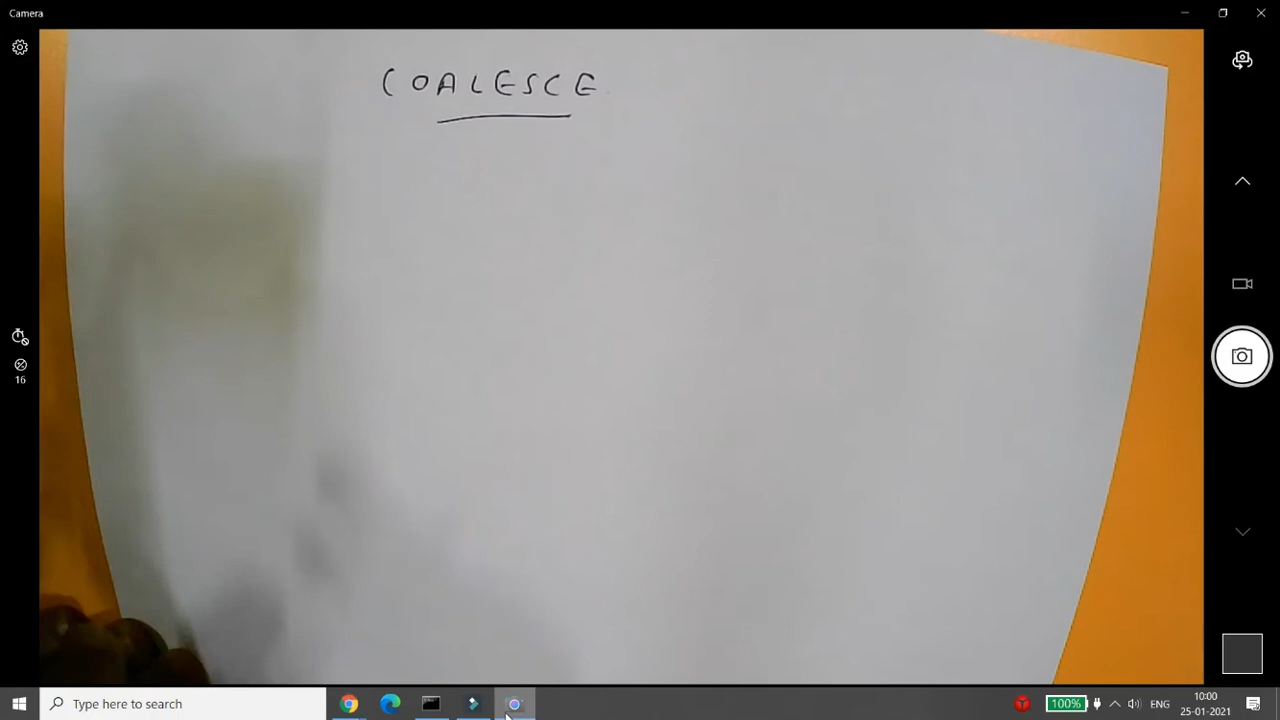 Camera
COALESCE
16
Type here to search
100%
ENG
10:00
25-01-2021